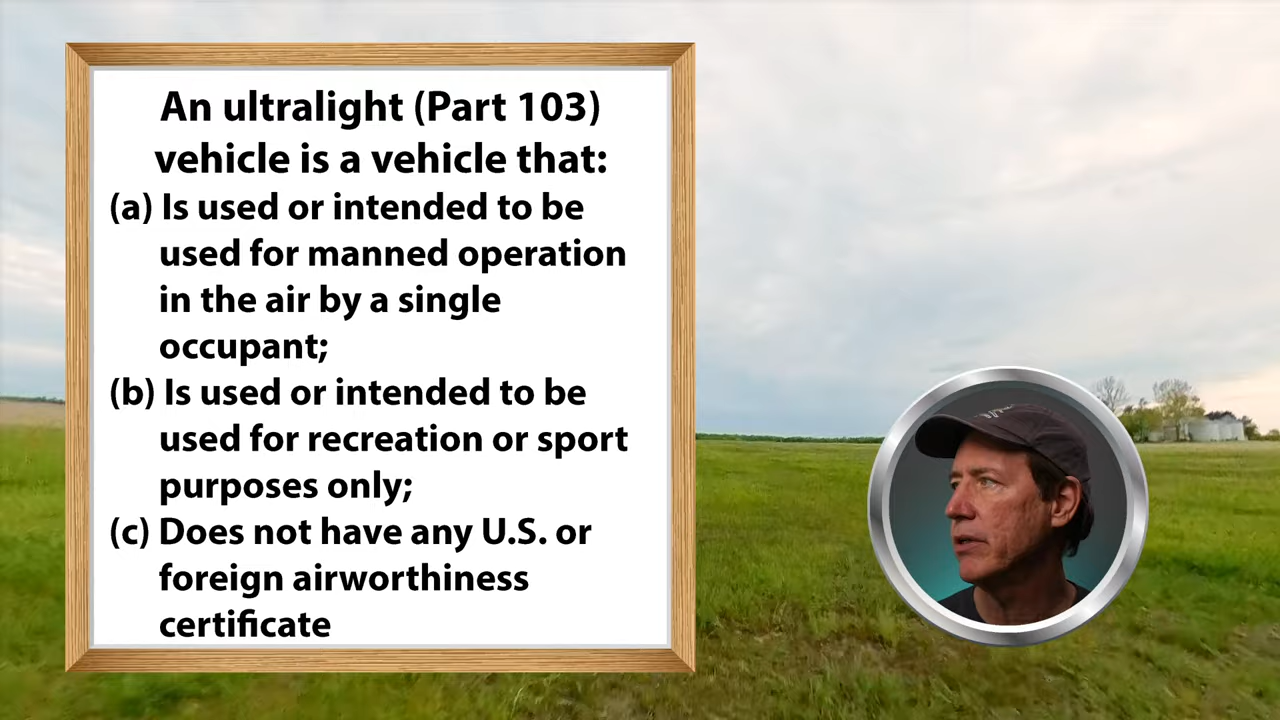 An ultralight (Part 103)
vehicle is a vehicle that:
(a) Is used or intended to be
used for manned operation
in the air by a single
occupant;
(b) Is used or intended to be
used for recreation or sport
purposes only;
(c) Does not have any U.S. or
foreign airworthiness
certificate